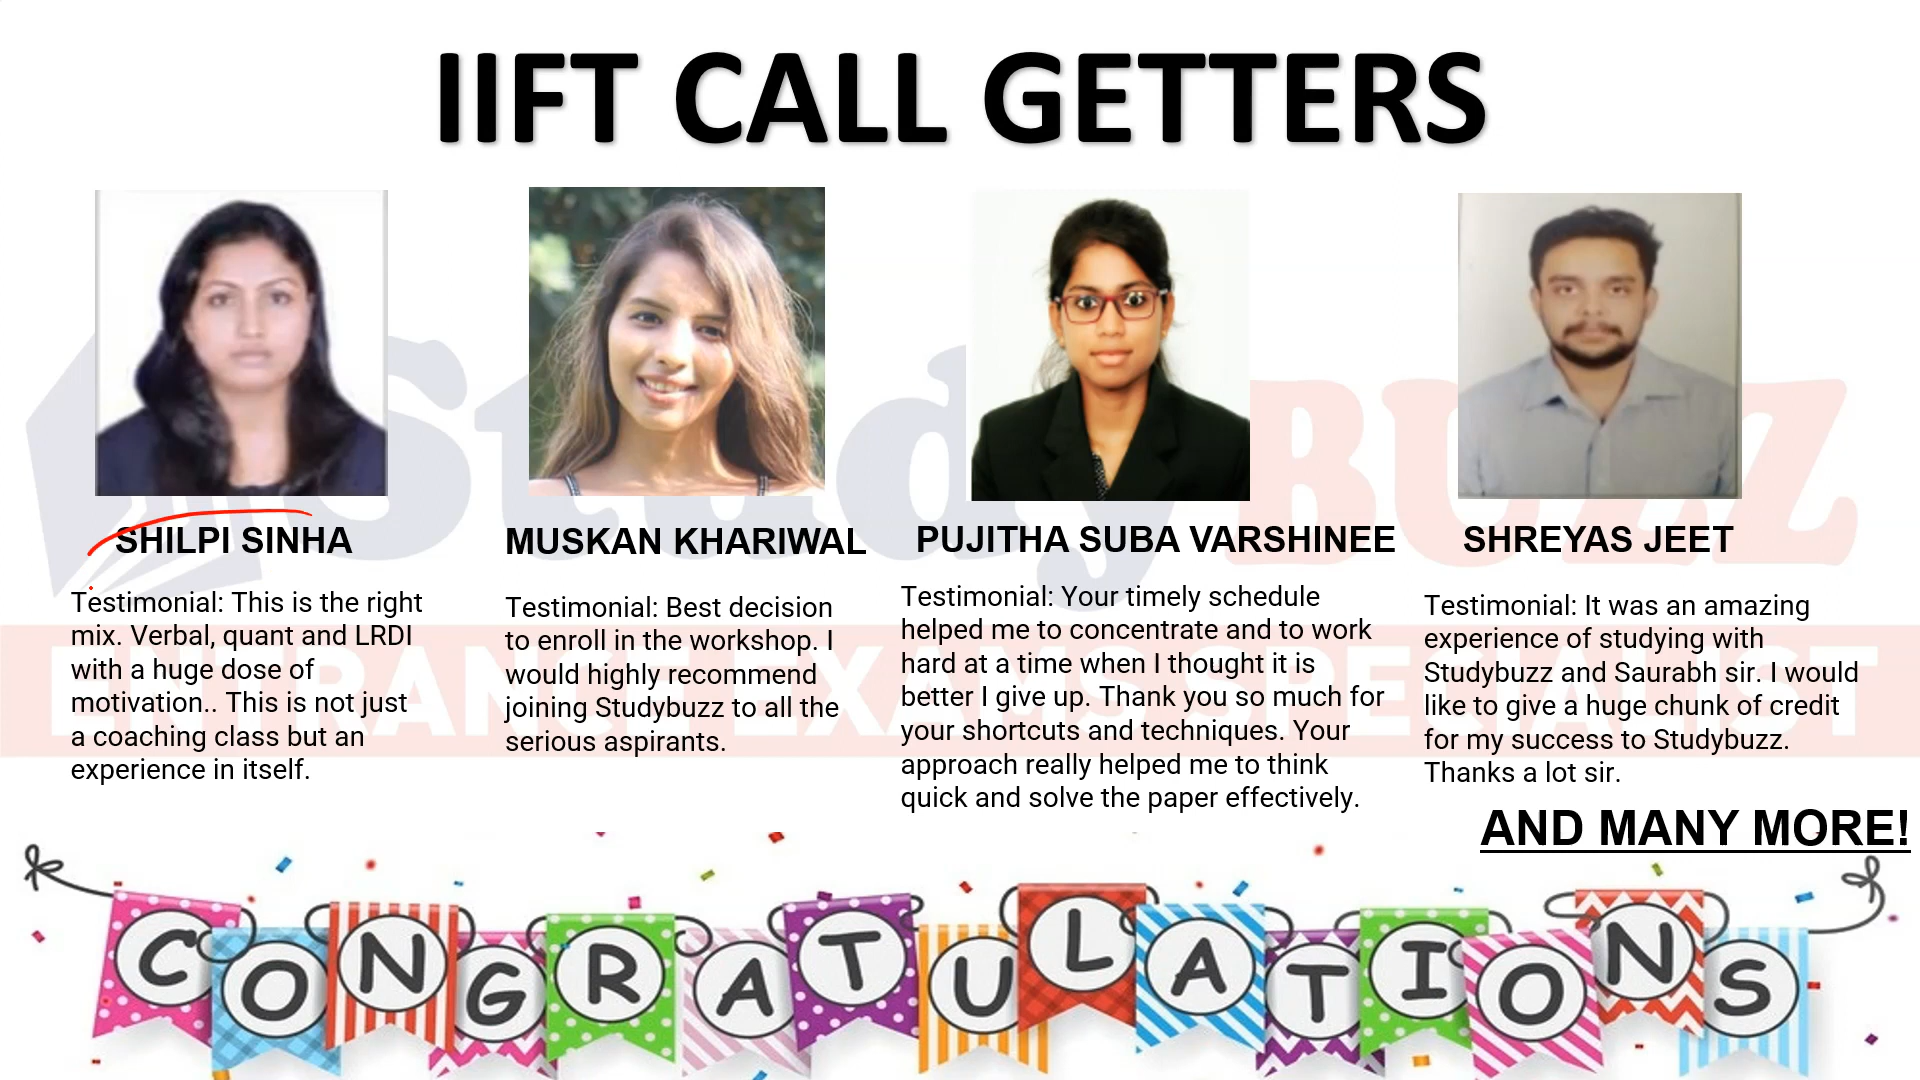 IIFT CALL GETTERS
SHILPI SINHA
Testimonial: This is the right
mix. Verbal, quant and LRDI
with a huge dose of
motivation.. This is not just
a coaching class but an
experience in itself.
MUSKAN KHARIWAL
Testimonial: Best decision
to enroll in the workshop. I
would highly recommend
joining Studybuzz to all the
serious aspirants.
PUJITHA SUBA VARSHINEE
Testimonial: Your timely schedule
helped me to concentrate and to work
hard at a time when I thought it is
better I give up. Thank you so much for
your shortcuts and techniques. Your
approach really helped me to think
quick and solve the paper effectively.
SHREYAS JEET
Testimonial: It was an amazing
experience of studying with
Studybuzz and Saurabh sir. I would
like to give a huge chunk of credit
for my success to Studybuzz.
Thanks a lot sir.
AND MANY MORE!
StudyBUZZ
ENTRANCE EXAMS SPECIALIST
CONGRATULATIONS